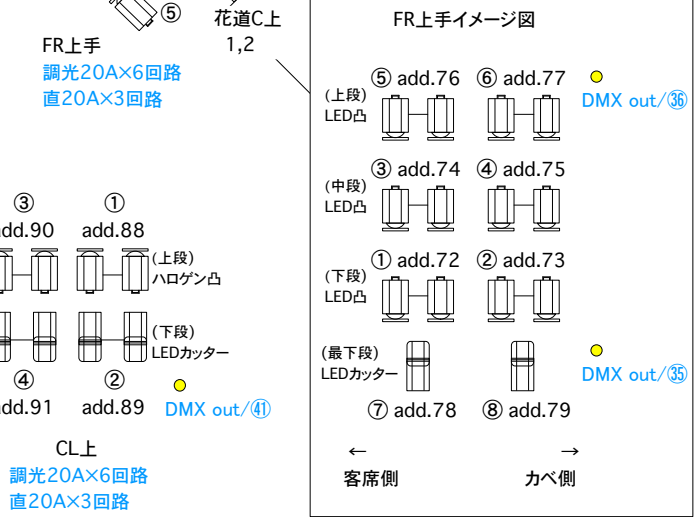 ⑤
花道C上
1,2
FR上手
調光20A×6回路
直20A×3回路
FR上手イメージ図
⑤ add.76 ⑥ add.77
(上段)
LED凸
DMX out/㊱
③ add.74 ④ add.75
(中段)
LED凸
① add.72 ② add.73
(下段)
LED凸
(最下段)
LEDカッター
DMX out/㉟
⑦ add.78 ⑧ add.79
← →
客席側 カベ側
③ ①
add.90 add.88
(上段)
ハロゲン凸
(下段)
LEDカッター
④ ②
add.91 add.89 DMX out/㊶
CL上
調光20A×6回路
直20A×3回路